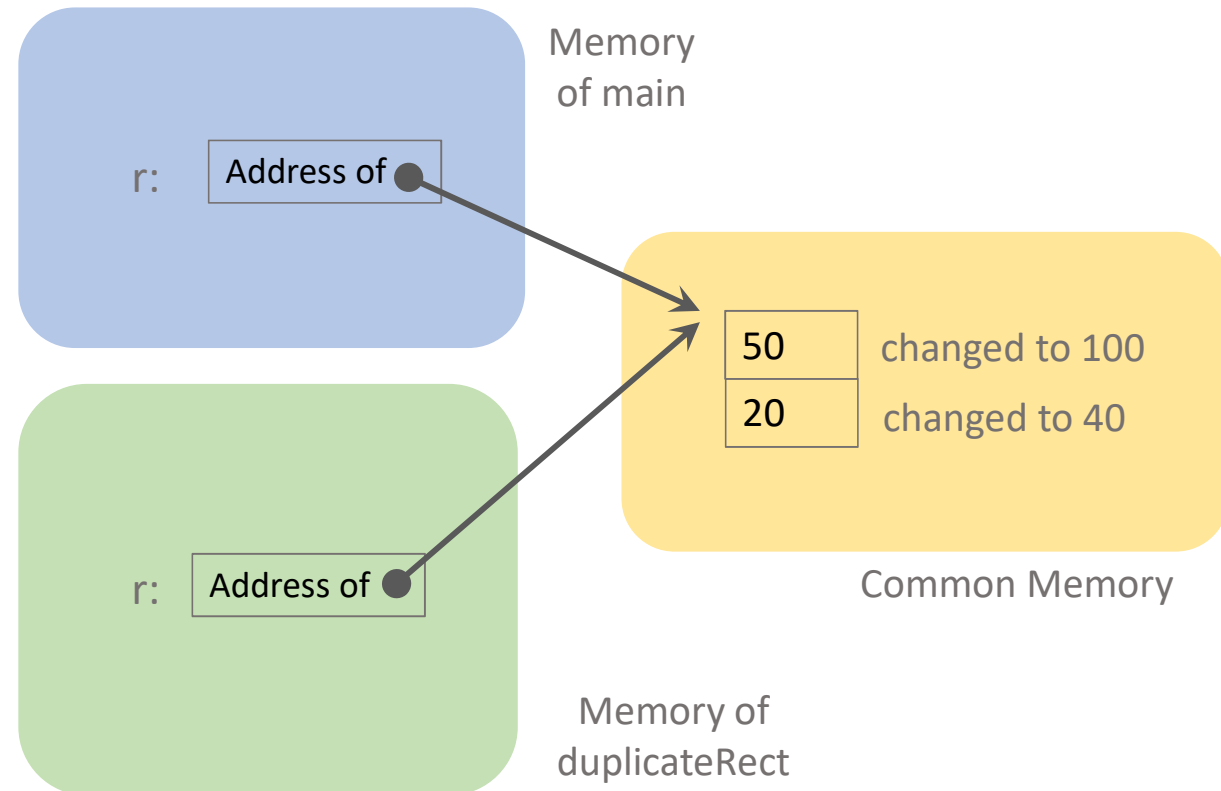 Memory
of main
r:
Address of
50
changed to 100
20
changed to 40
r:
Address of
Common Memory
Memory of
duplicateRect